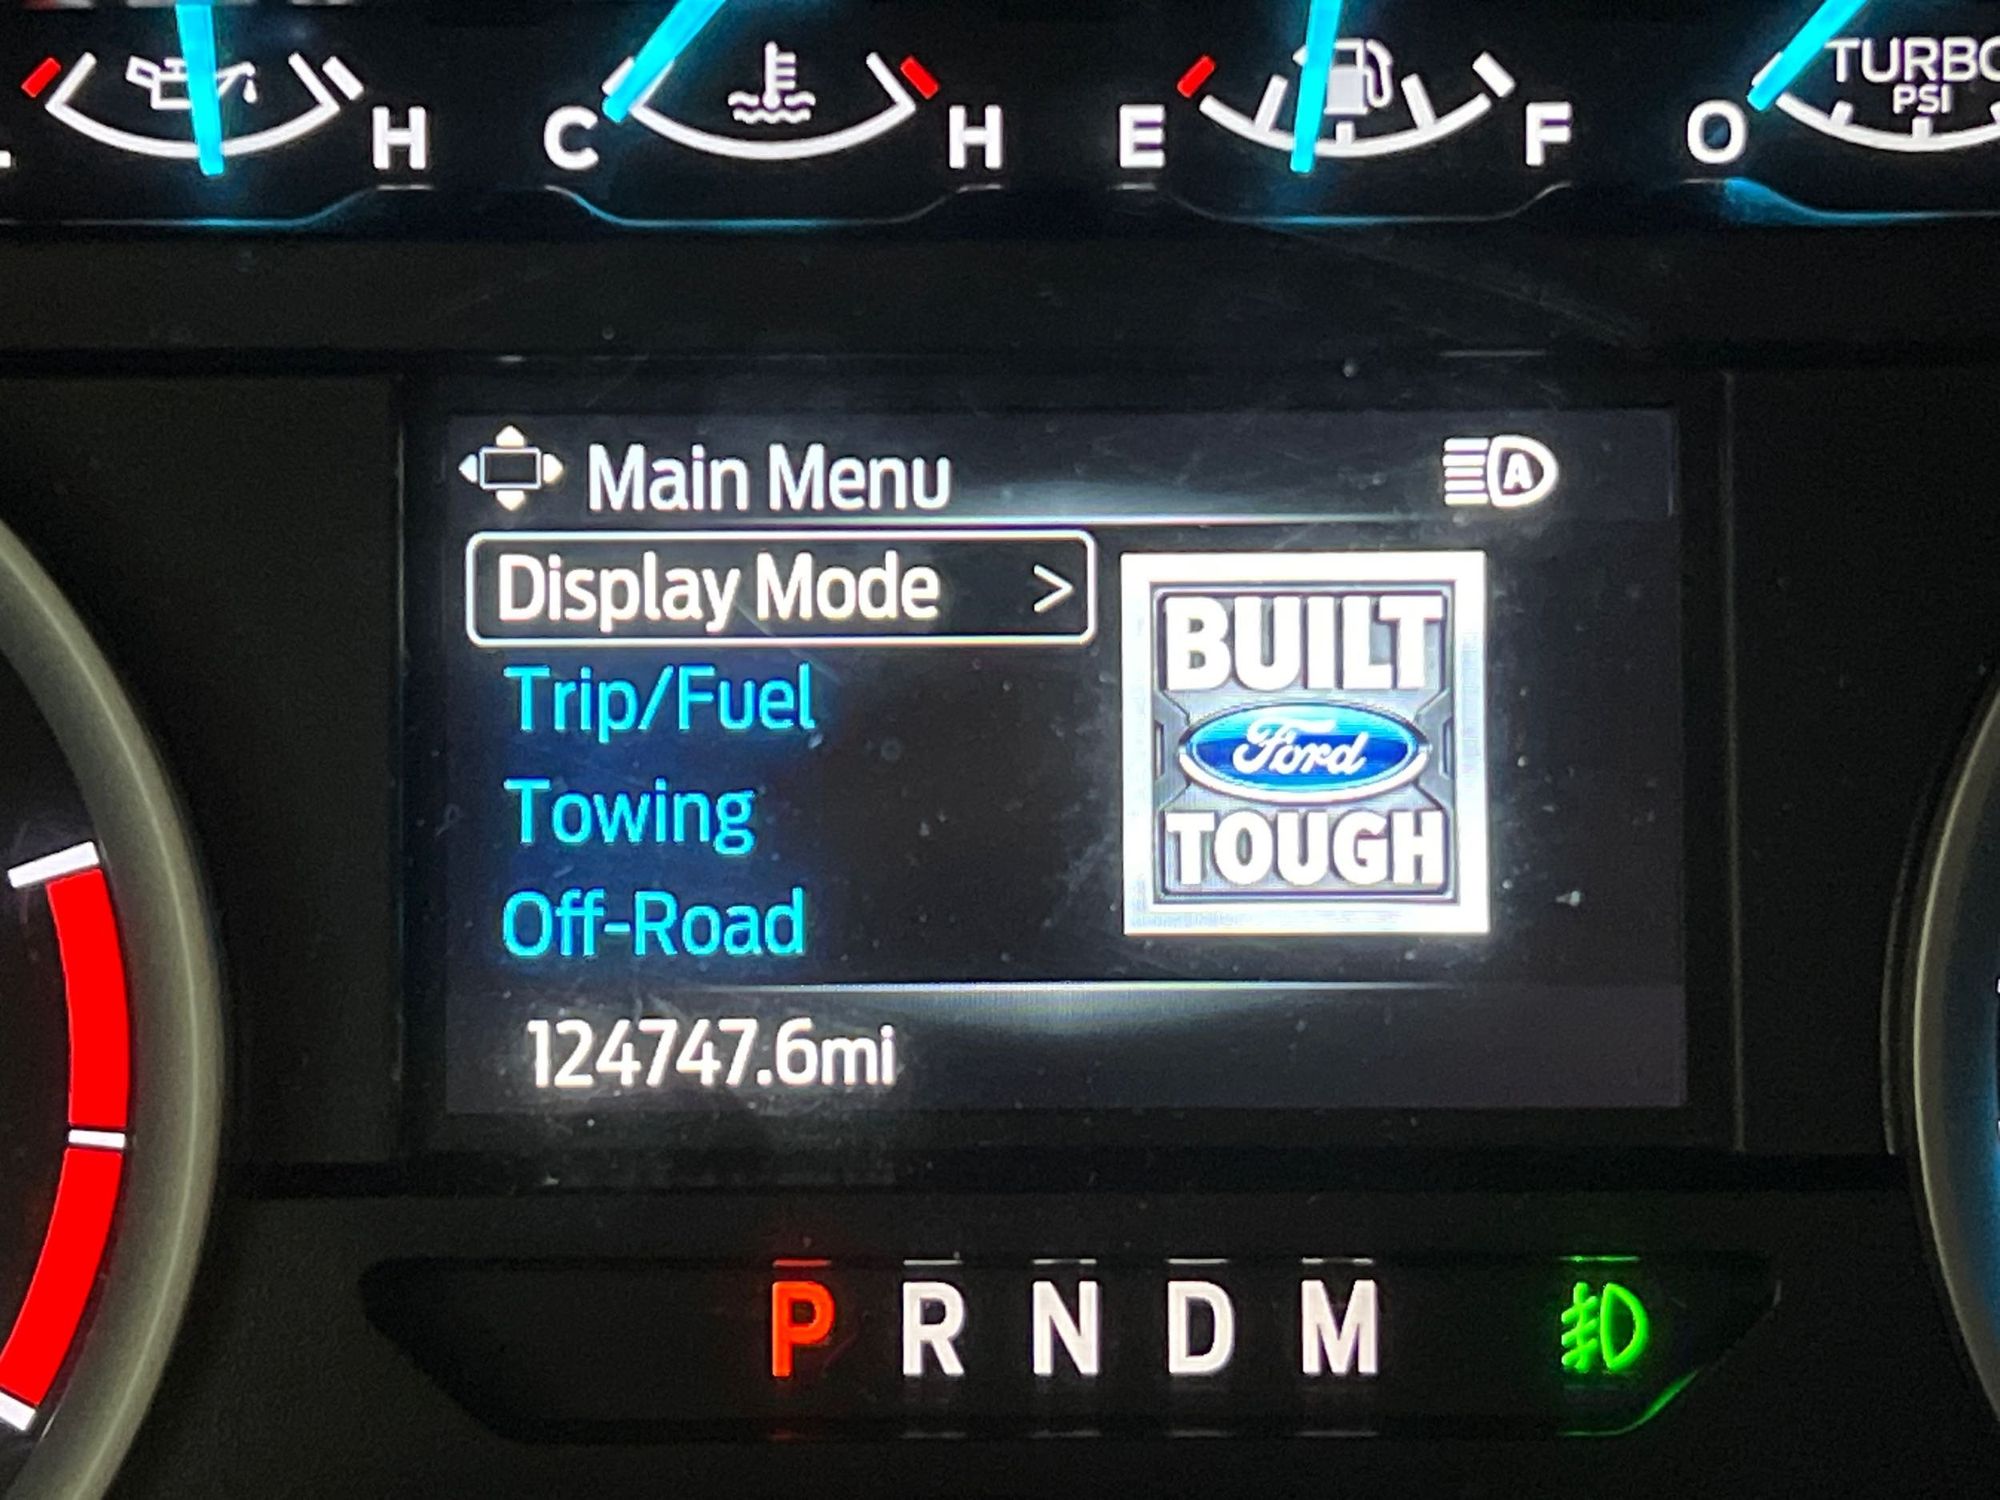 H C H E F O TURBO
PSI
Main Menu A
Display Mode >
Trip/Fuel
Towing
Off-Road
BUILT
Ford
TOUGH
124747.6mi
P R N D M